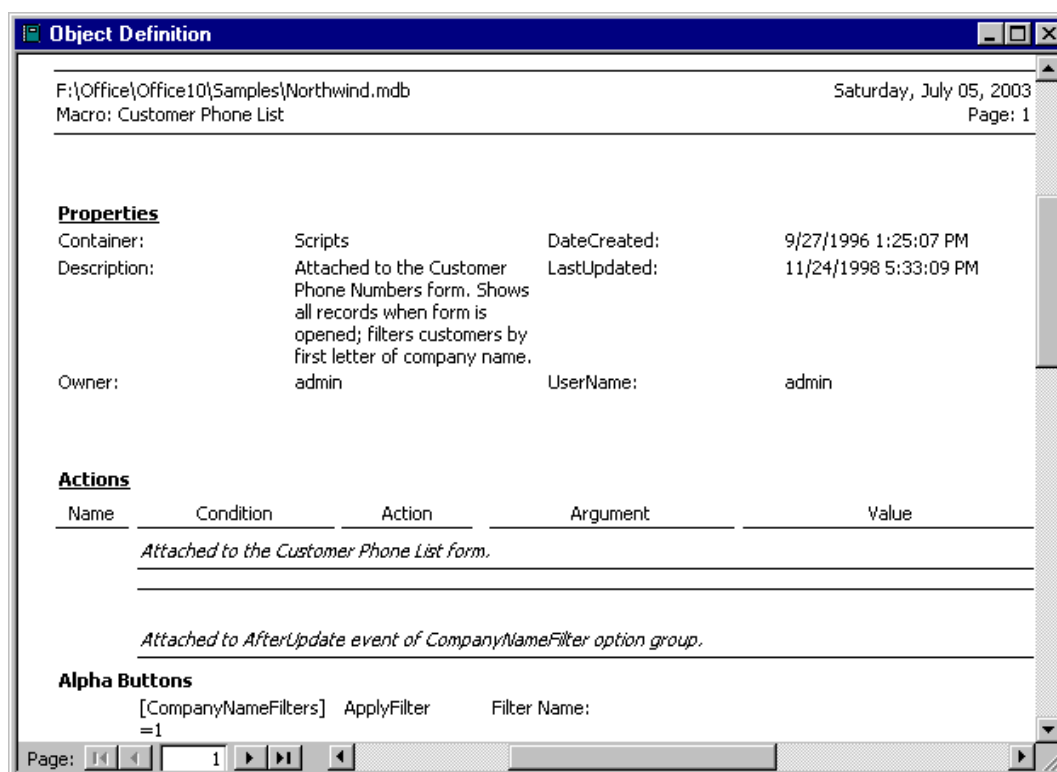 Object Definition
F:\Office\Office10\Samples\Northwind.mdb Saturday, July 05, 2003
Macro: Customer Phone List Page: 1
Properties
Container: Scripts DateCreated: 9/27/1996 1:25:07 PM
Description: Attached to the Customer LastUpdated: 11/24/1998 5:33:09 PM
Phone Numbers form. Shows
all records when form is
opened; filters customers by
first letter of company name.
Owner: admin UserName: admin
Actions
Name Condition Action Argument Value
Attached to the Customer Phone List form.
Attached to AfterUpdate event of CompanyNameFilter option group.
Alpha Buttons
[CompanyNameFilters] ApplyFilter Filter Name:
=1
Page: 1